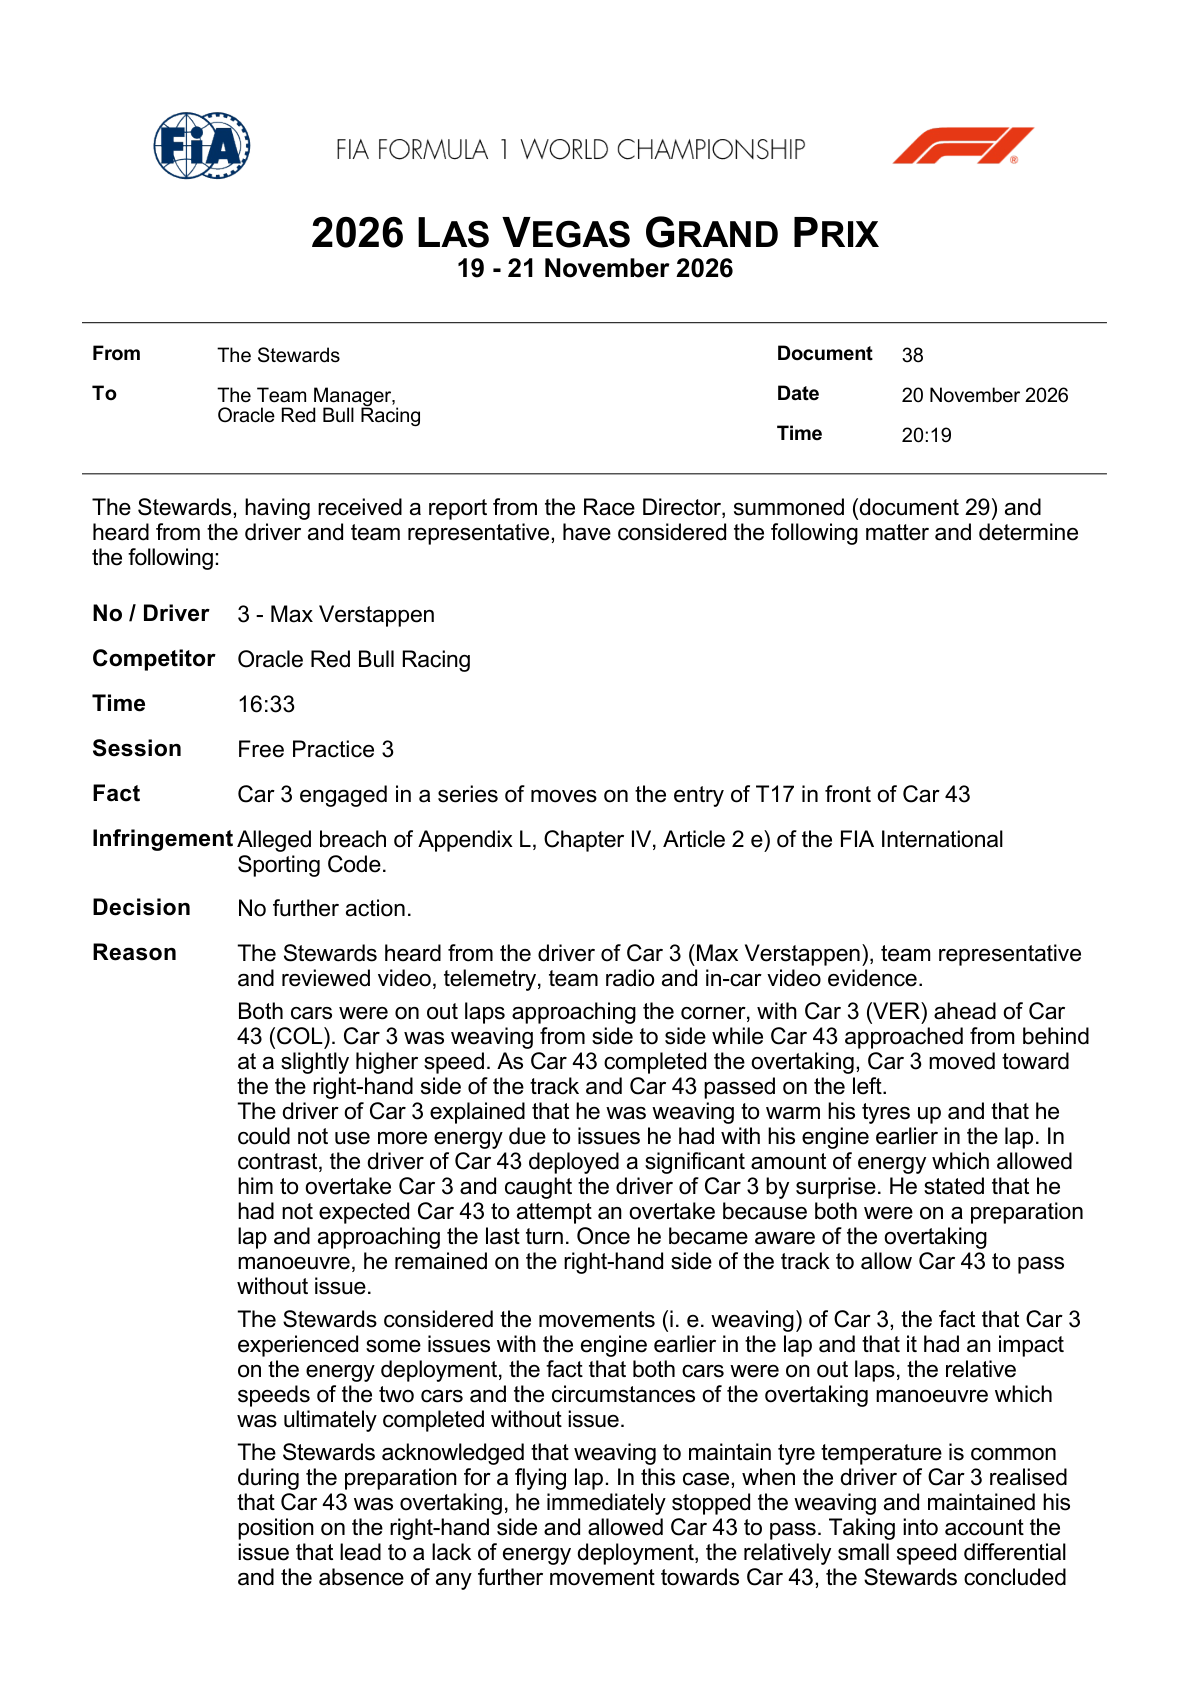 FIA
FIA FORMULA 1 WORLD CHAMPIONSHIP
F1
®
2026 LAS VEGAS GRAND PRIX
19 - 21 November 2026
From The Stewards Document 38
To The Team Manager, Date 20 November 2026
Oracle Red Bull Racing
Time 20:19
The Stewards, having received a report from the Race Director, summoned (document 29) and
heard from the driver and team representative, have considered the following matter and determine
the following:
No / Driver 3 - Max Verstappen
Competitor Oracle Red Bull Racing
Time 16:33
Session Free Practice 3
Fact Car 3 engaged in a series of moves on the entry of T17 in front of Car 43
Infringement Alleged breach of Appendix L, Chapter IV, Article 2 e) of the FIA International
Sporting Code.
Decision No further action.
Reason The Stewards heard from the driver of Car 3 (Max Verstappen), team representative
and reviewed video, telemetry, team radio and in-car video evidence.
Both cars were on out laps approaching the corner, with Car 3 (VER) ahead of Car
43 (COL). Car 3 was weaving from side to side while Car 43 approached from behind
at a slightly higher speed. As Car 43 completed the overtaking, Car 3 moved toward
the the right-hand side of the track and Car 43 passed on the left.
The driver of Car 3 explained that he was weaving to warm his tyres up and that he
could not use more energy due to issues he had with his engine earlier in the lap. In
contrast, the driver of Car 43 deployed a significant amount of energy which allowed
him to overtake Car 3 and caught the driver of Car 3 by surprise. He stated that he
had not expected Car 43 to attempt an overtake because both were on a preparation
lap and approaching the last turn. Once he became aware of the overtaking
manoeuvre, he remained on the right-hand side of the track to allow Car 43 to pass
without issue.
The Stewards considered the movements (i. e. weaving) of Car 3, the fact that Car 3
experienced some issues with the engine earlier in the lap and that it had an impact
on the energy deployment, the fact that both cars were on out laps, the relative
speeds of the two cars and the circumstances of the overtaking manoeuvre which
was ultimately completed without issue.
The Stewards acknowledged that weaving to maintain tyre temperature is common
during the preparation for a flying lap. In this case, when the driver of Car 3 realised
that Car 43 was overtaking, he immediately stopped the weaving and maintained his
position on the right-hand side and allowed Car 43 to pass. Taking into account the
issue that lead to a lack of energy deployment, the relatively small speed differential
and the absence of any further movement towards Car 43, the Stewards concluded